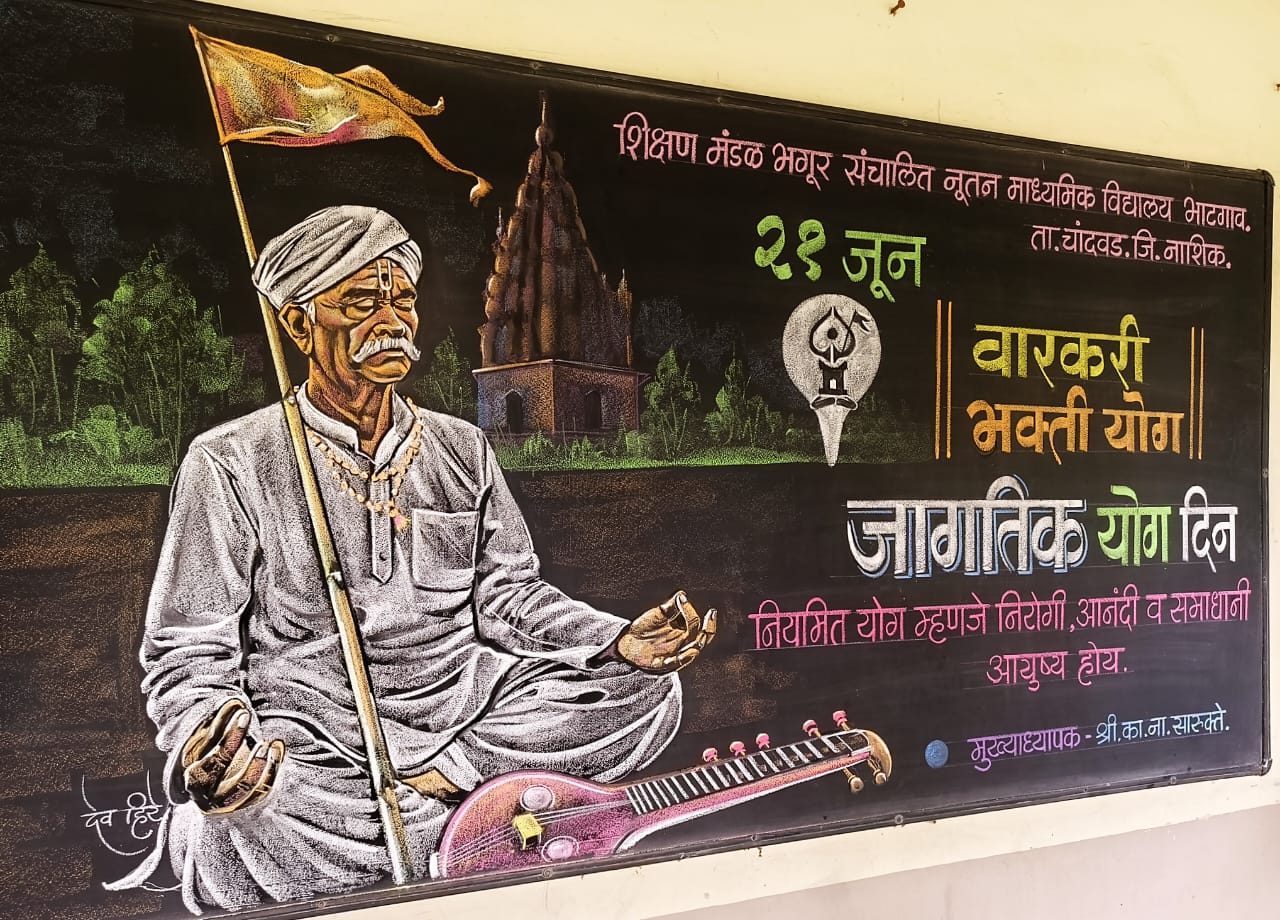 शिक्षण मंडळ भगूर संचालित नूतन माध्यमिक विद्यालय भाटगाव.
ता.चांदवड.जि.नाशिक.
२१ जून
वारकरी
भक्ती योग
जागतिक योग दिन
नियमित योग म्हणजे निरोगी,आनंदी व समाधानी
आयुष्य होय.
मुख्याध्यापक - श्री.का.ना.सारुक्ते.
देव हिरे